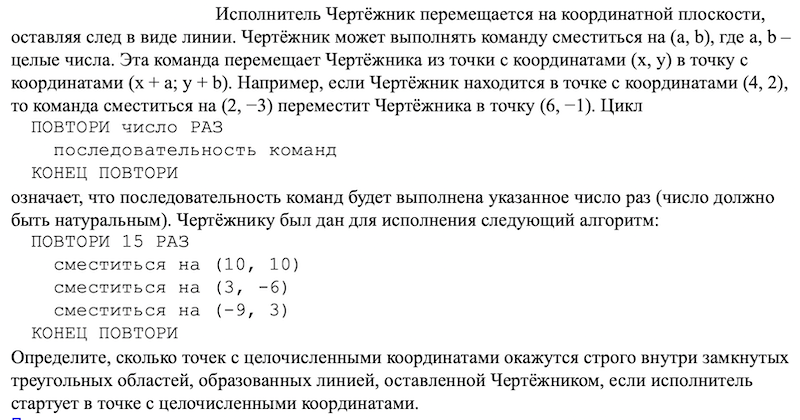 Исполнитель Чертёжник перемещается на координатной плоскости,
оставляя след в виде линии. Чертёжник может выполнять команду сместиться на (a, b), где a, b –
целые числа. Эта команда перемещает Чертёжника из точки с координатами (x, y) в точку с
координатами (x + a; y + b). Например, если Чертёжник находится в точке с координатами (4, 2),
то команда сместиться на (2, −3) переместит Чертёжника в точку (6, −1). Цикл
ПОВТОРИ число РАЗ
последовательность команд
КОНЕЦ ПОВТОРИ
означает, что последовательность команд будет выполнена указанное число раз (число должно
быть натуральным). Чертёжнику был дан для исполнения следующий алгоритм:
ПОВТОРИ 15 РАЗ
сместиться на (10, 10)
сместиться на (3, -6)
сместиться на (-9, 3)
КОНЕЦ ПОВТОРИ
Определите, сколько точек с целочисленными координатами окажутся строго внутри замкнутых
треугольных областей, образованных линией, оставленной Чертёжником, если исполнитель
стартует в точке с целочисленными координатами.